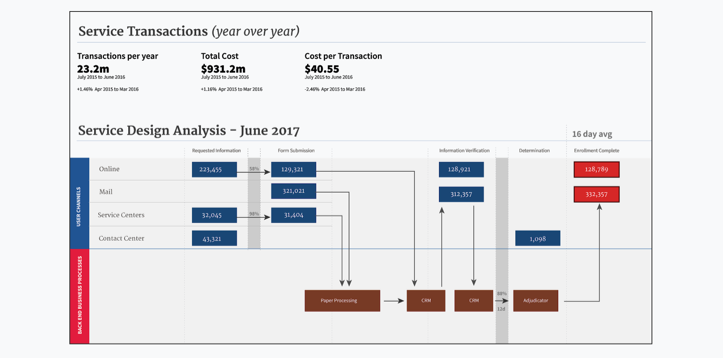 Service Transactions (year over year)
Transactions per year
23.2m
July 2015 to June 2016
+1.46% Apr 2015 to Mar 2016
Total Cost
$931.2m
July 2015 to June 2016
+1.16% Apr 2015 to Mar 2016
Cost per Transaction
$40.55
July 2015 to June 2016
-2.46% Apr 2015 to Mar 2016
Service Design Analysis – June 2017
16 day avg
Requested Information
Form Submission
Information Verification
Determination
Enrollment Complete
USER CHANNELS
Online
223,455
58%
129,321
128,921
128,789
Mail
321,021
312,357
332,357
Service Centers
32,045
98%
31,404
Contact Center
43,321
1,098
BACK END BUSINESS PROCESSES
Paper Processing
CRM
CRM
88%
12d
Adjudicator